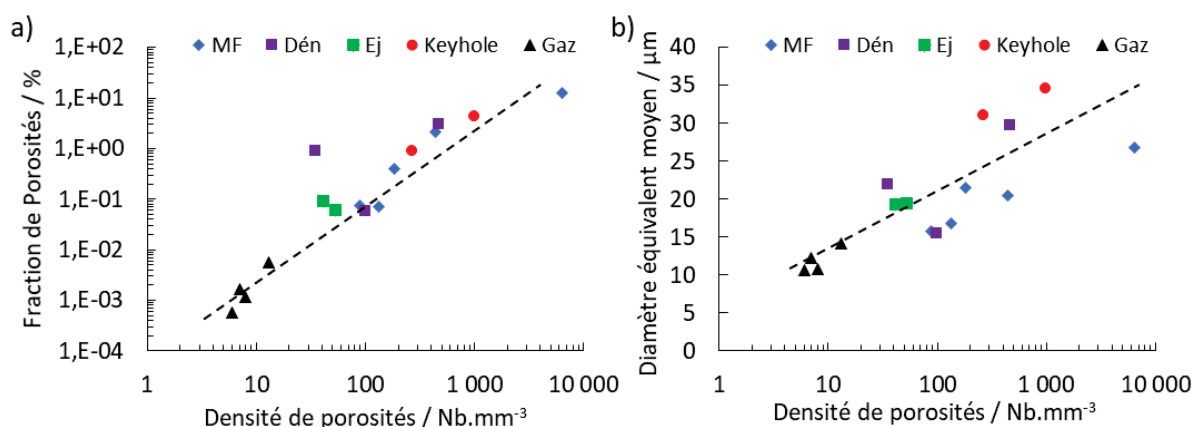 a)
MF Dén Ej Keyhole Gaz
Fraction de Porosités / %
1,E+02
1,E+01
1,E+00
1,E-01
1,E-02
1,E-03
1,E-04
1 10 100 1 000 10 000
Densité de porosités / Nb.mm⁻³
b)
MF Dén Ej Keyhole Gaz
Diamètre équivalent moyen / µm
40
35
30
25
20
15
10
5
0
1 10 100 1 000 10 000
Densité de porosités / Nb.mm⁻³